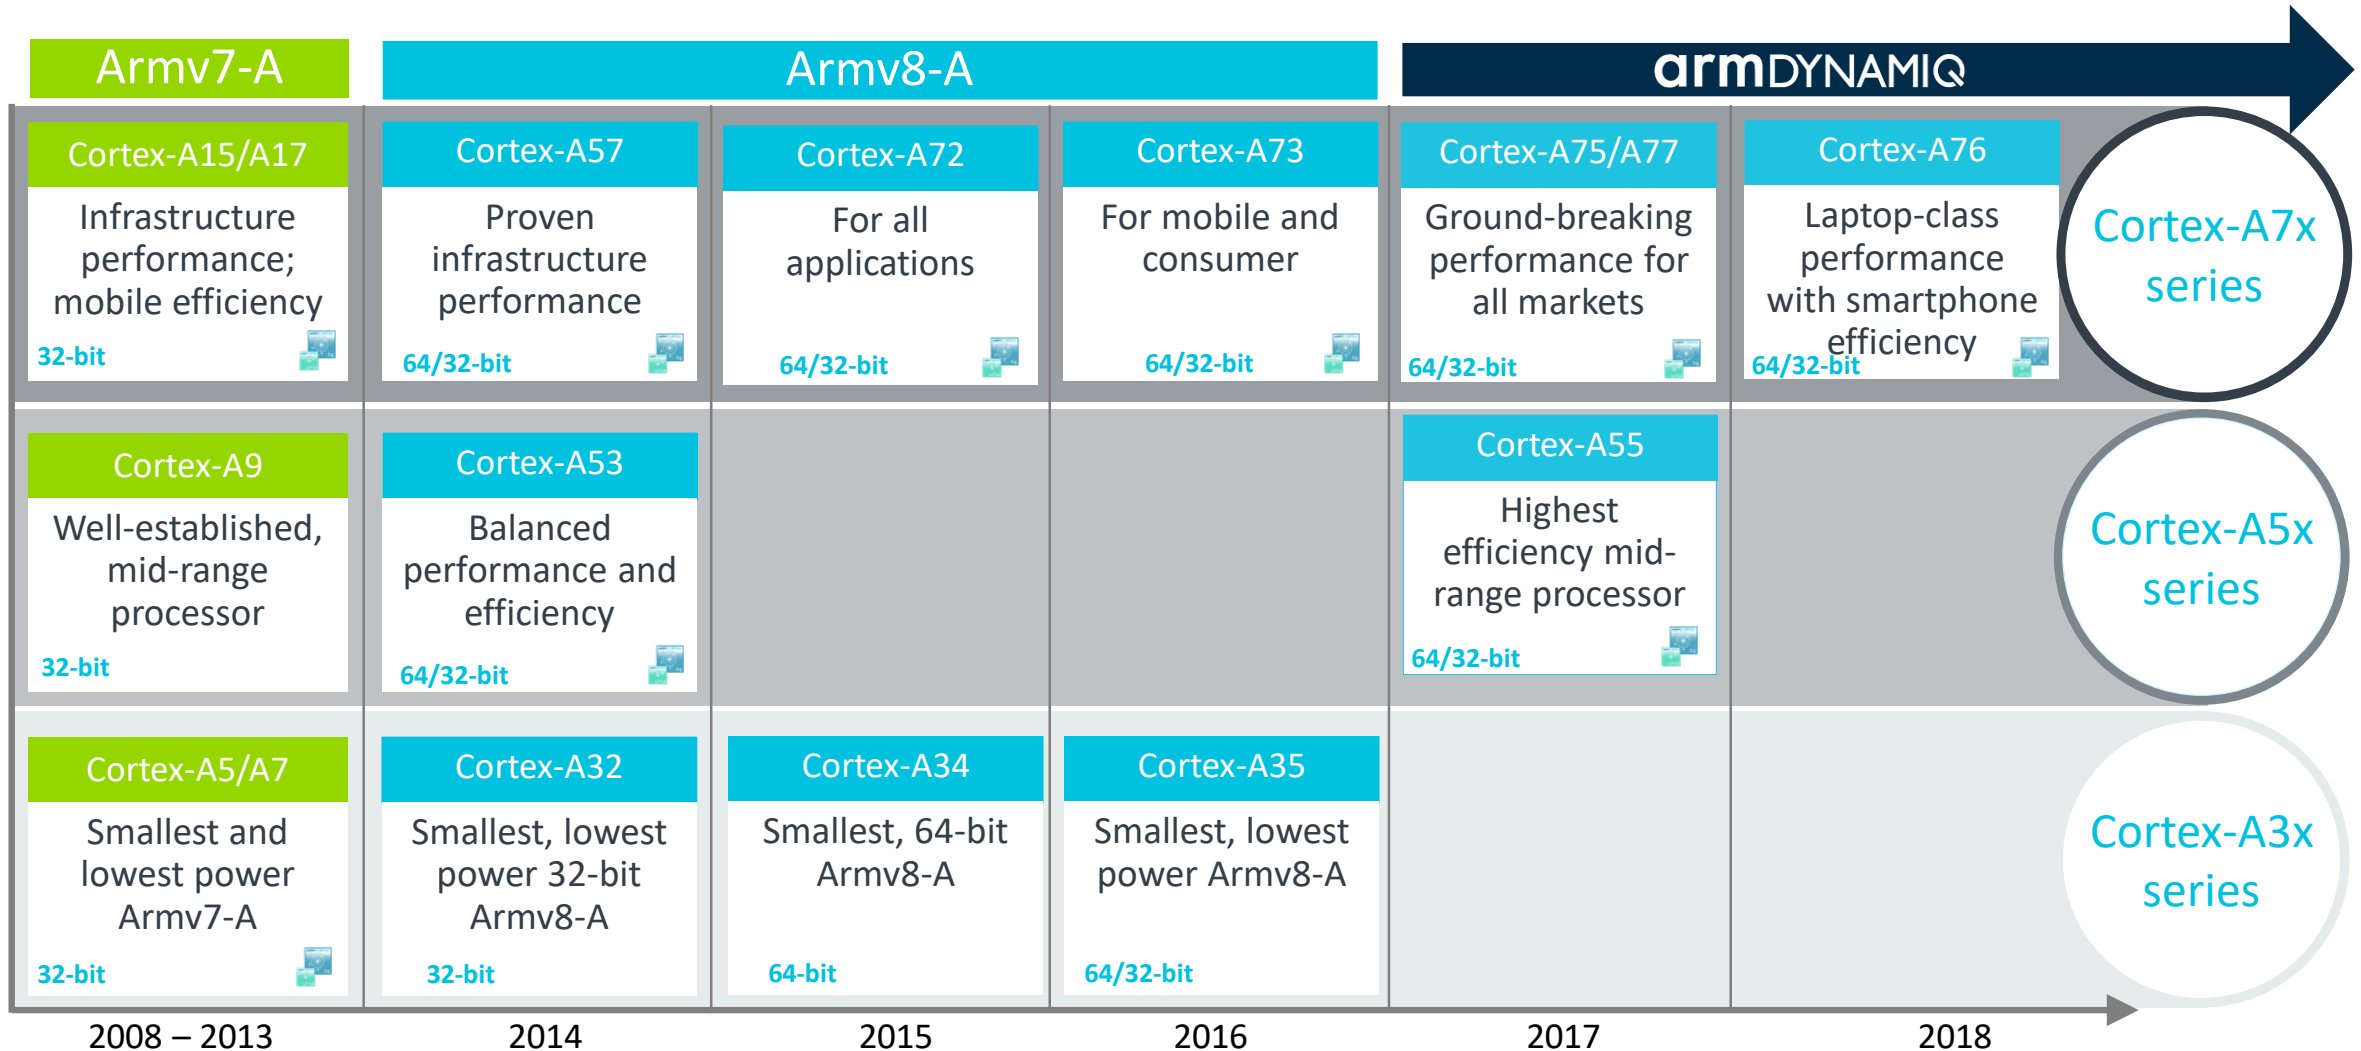 Armv7-A
Armv8-A
arm DYNAMIQ
Cortex-A15/A17
Infrastructure
performance;
mobile efficiency
32-bit
Cortex-A57
Proven
infrastructure
performance
64/32-bit
Cortex-A72
For all
applications
64/32-bit
Cortex-A73
For mobile and
consumer
64/32-bit
Cortex-A75/A77
Ground-breaking
performance for
all markets
64/32-bit
Cortex-A76
Laptop-class
performance
with smartphone
efficiency
64/32-bit
Cortex-A7x
series
Cortex-A9
Well-established,
mid-range
processor
32-bit
Cortex-A53
Balanced
performance and
efficiency
64/32-bit
Cortex-A55
Highest
efficiency mid-
range processor
64/32-bit
Cortex-A5x
series
Cortex-A5/A7
Smallest and
lowest power
Armv7-A
32-bit
Cortex-A32
Smallest, lowest
power 32-bit
Armv8-A
32-bit
Cortex-A34
Smallest, 64-bit
Armv8-A
64-bit
Cortex-A35
Smallest, lowest
power Armv8-A
64/32-bit
Cortex-A3x
series
2008 – 2013
2014
2015
2016
2017
2018